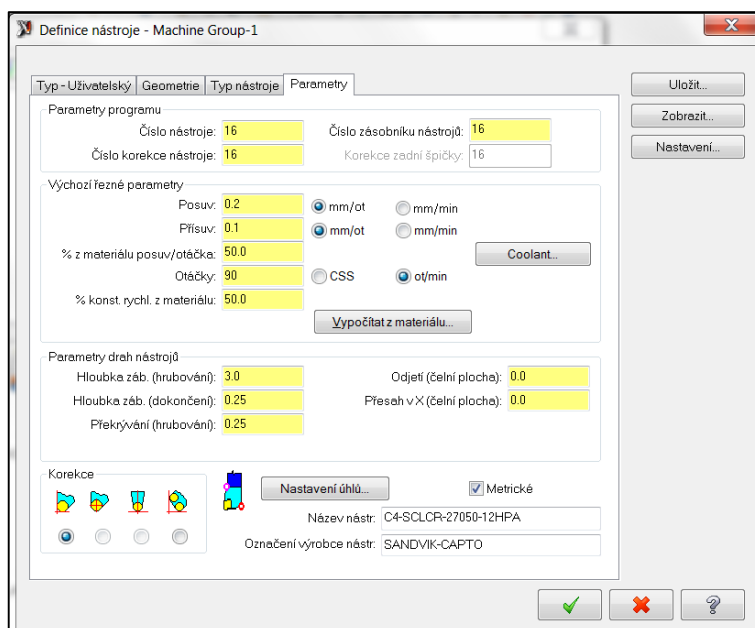 Definice nástroje - Machine Group-1
Typ - Uživatelský Geometrie Typ nástroje Parametry
Uložit...
Zobrazit...
Nastavení...
Parametry programu
Číslo nástroje: 16 Číslo zásobníku nástrojů: 16
Číslo korekce nástroje: 16 Korekce zadní špičky: 16
Výchozí řezné parametry
Posuv: 0.2 mm/ot mm/min
Přísuv: 0.1 mm/ot mm/min
% z materiálu posuv/otáčka: 50.0 Coolant...
Otáčky: 90 CSS ot/min
% konst. rychl. z materiálu: 50.0
Vypočítat z materiálu...
Parametry drah nástrojů
Hloubka záb. (hrubování): 3.0 Odjetí (čelní plocha): 0.0
Hloubka záb. (dokončení): 0.25 Přesah v X (čelní plocha): 0.0
Překrývání (hrubování): 0.25
Korekce
Nastavení úhlů... Metrické
Název nástr: C4-SCLCR-27050-12HPA
Označení výrobce nástr: SANDVIK-CAPTO